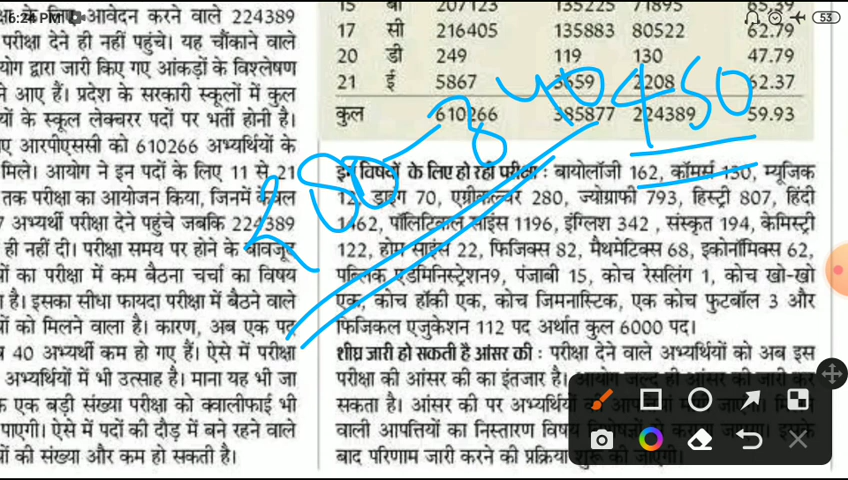 6:24 PM
53
क्षा के लिए आवेदन करने वाले 224389
परीक्षा देने ही नहीं पहुंचे। यह चौंकाने वाले
योग द्वारा जारी किए गए आंकड़ों के विश्लेषण
ने आए हैं। प्रदेश के सरकारी स्कूलों में कुल
यों के स्कूल लेक्चरर पदों पर भर्ती होनी है।
ए आरपीएससी को 610266 अभ्यर्थियों के
मिले। आयोग ने इन पदों के लिए 11 से 21
तक परीक्षा का आयोजन किया, जिनमें केवल
7 अभ्यर्थी परीक्षा देने पहुंचे जबकि 224389
ही नहीं दी। परीक्षा समय पर होने के बावजूद
यों का परीक्षा में कम बैठना चर्चा का विषय
है। इसका सीधा फायदा परीक्षा में बैठने वाले
यों को मिलने वाला है। कारण, अब एक पद
40 अभ्यर्थी कम हो गए हैं। ऐसे में परीक्षा
अभ्यर्थियों में भी उत्साह है। माना यह भी जा
क एक बड़ी संख्या परीक्षा को क्वालीफाई भी
पाएगी। ऐसे में पदों की दौड़ में बने रहने वाले
यों की संख्या और कम हो सकती है।
15 बी 207123 135225 71895 65.39
17 सी 216405 135883 80522 62.79
20 डी 249 119 130 47.79
21 ई 5867 3659 2208 62.37
कुल 610266 385877 224389 59.93
450
इन विषयों के लिए हो रही परीक्षा : बायोलॉजी 162, कॉमर्स 130, म्यूजिक
12, ड्राइंग 70, एग्रीकल्चर 280, ज्योग्राफी 793, हिस्ट्री 807, हिंदी
1462, पॉलिटिकल साइंस 1196, इंग्लिश 342, संस्कृत 194, केमिस्ट्री
122, होम साइंस 22, फिजिक्स 82, मैथमेटिक्स 68, इकोनॉमिक्स 62,
पब्लिक एडमिनिस्ट्रेशन9, पंजाबी 15, कोच रेसलिंग 1, कोच खो-खो
एक, कोच हॉकी एक, कोच जिमनास्टिक, एक कोच फुटबॉल 3 और
फिजिकल एजुकेशन 112 पद अर्थात कुल 6000 पद।
शीघ्र जारी हो सकती है आंसर की : परीक्षा देने वाले अभ्यर्थियों को अब इस
परीक्षा की आंसर की का इंतजार है। आयोग जल्द ही आंसर की जारी कर
सकता है। आंसर की पर अभ्यर्थियों
वाली आपत्तियों का निस्तारण विषय
बाद परिणाम जारी करने की प्रक्रिया शुरू की जाएगी।